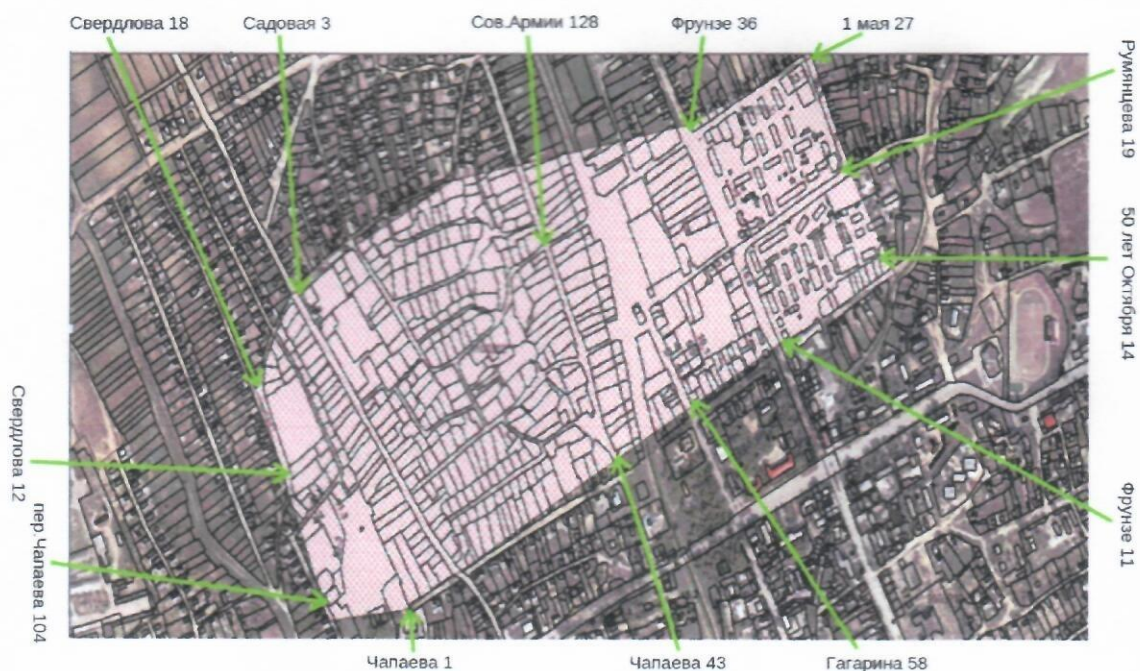 Свердлова 18
Садовая 3
Сов.Армии 128
Фрунзе 36
1 мая 27
Румянцева 19
50 лет Октября 14
Фрунзе 11
Свердлова 12
пер.Чапаева 104
Чапаева 1
Чапаева 43
Гагарина 58